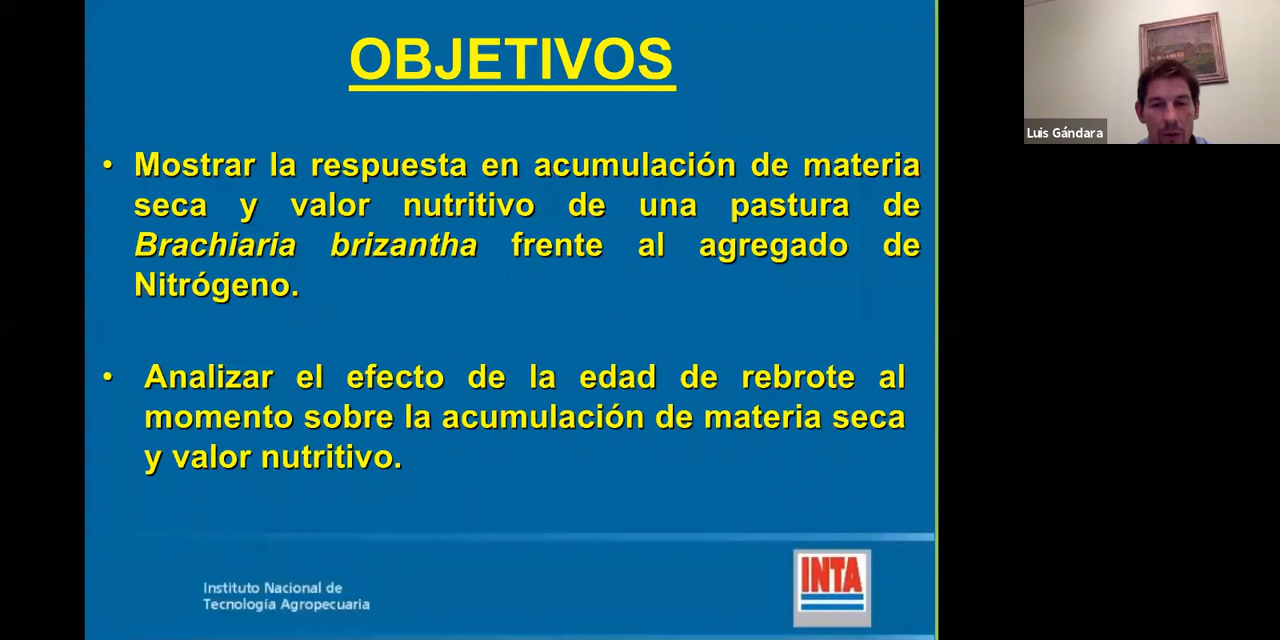 OBJETIVOS
• Mostrar la respuesta en acumulación de materia
seca y valor nutritivo de una pastura de
Brachiaria brizantha frente al agregado de
Nitrógeno.
• Analizar el efecto de la edad de rebrote al
momento sobre la acumulación de materia seca
y valor nutritivo.
Instituto Nacional de
Tecnología Agropecuaria
INTA
Luis Gándara